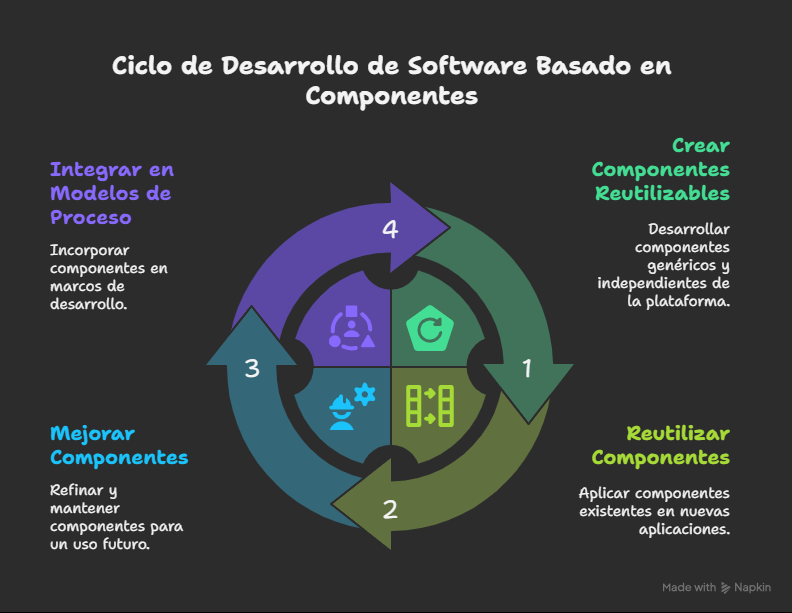 Ciclo de Desarrollo de Software Basado en
Componentes
Integrar en
Modelos de
Proceso
Incorporar
componentes en
marcos de
desarrollo.
Crear
Componentes
Reutilizables
Desarrollar
componentes
genéricos y
independientes de
la plataforma.
4
1
3
2
Mejorar
Componentes
Refinar y
mantener
componentes para
un uso futuro.
Reutilizar
Componentes
Aplicar componentes
existentes en nuevas
aplicaciones.
Made with Napkin